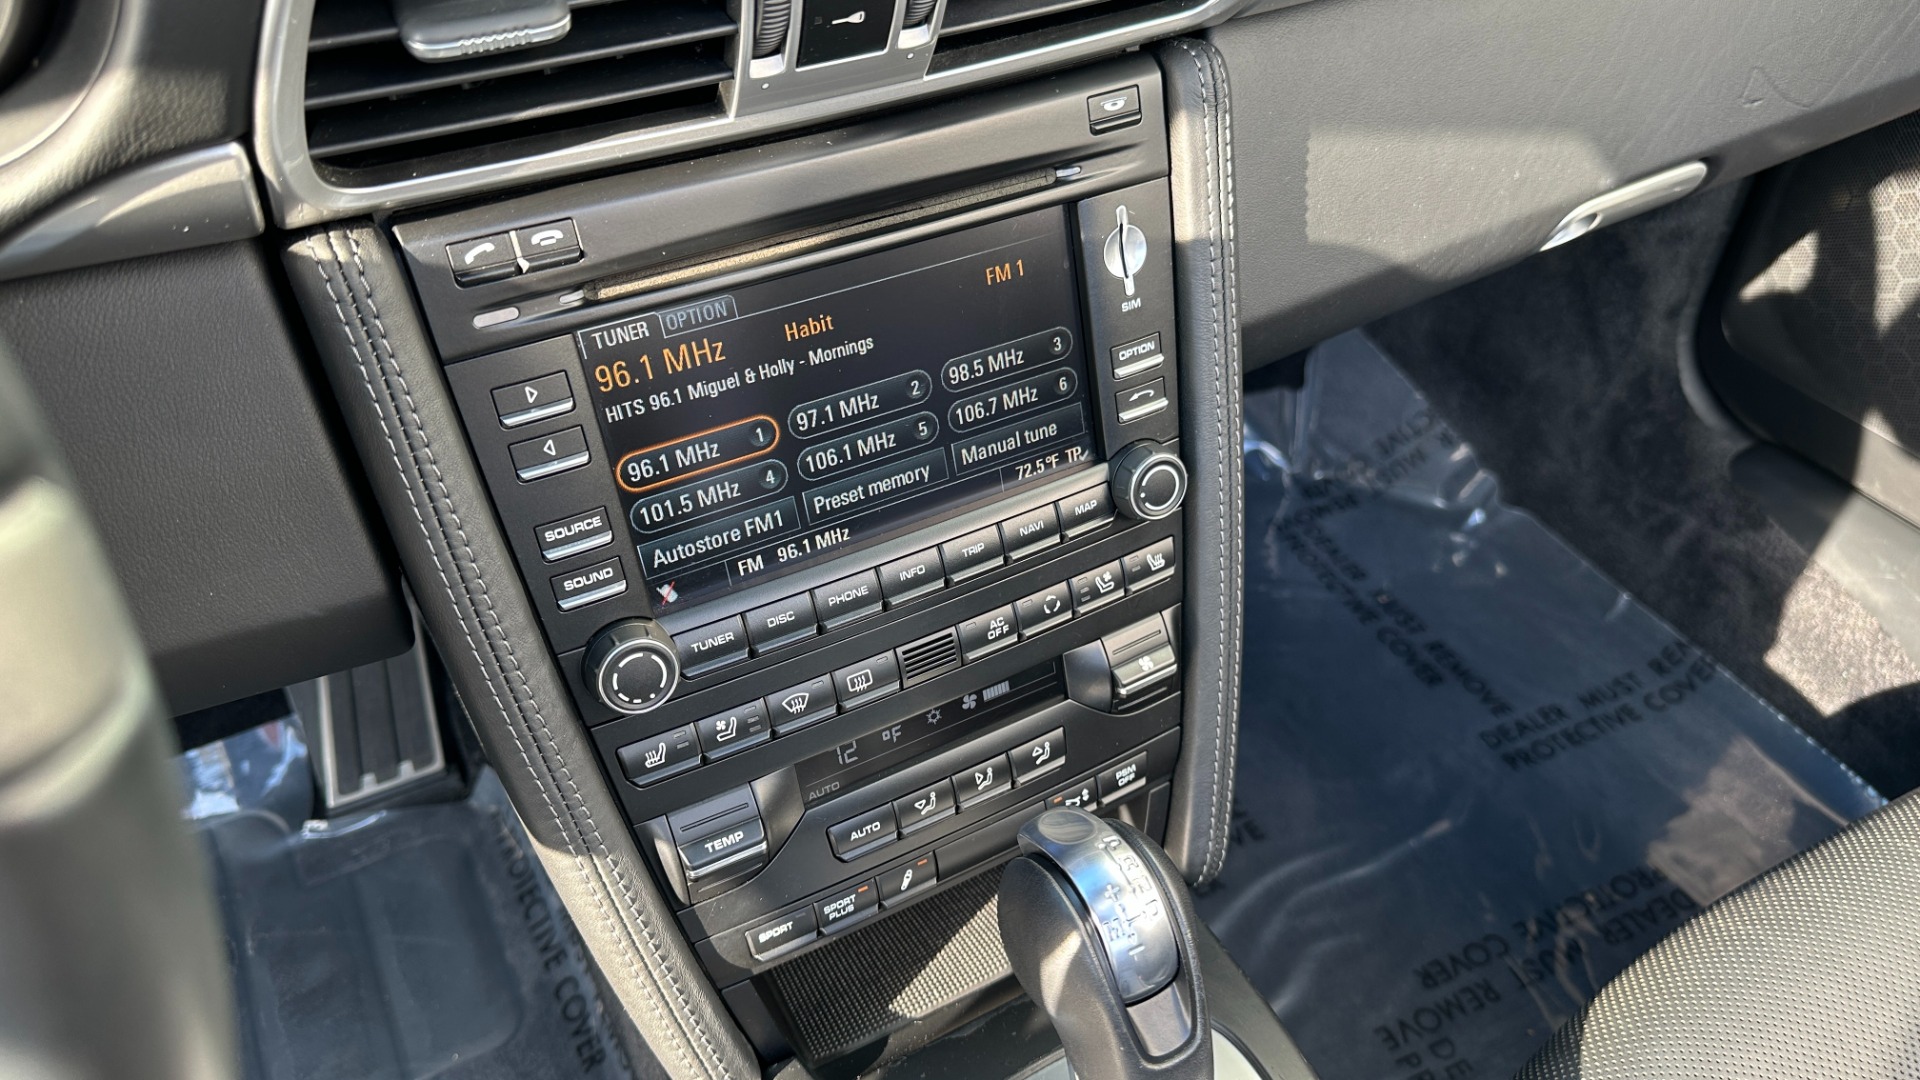 FM 1
TUNER OPTION
Habit
96.1 MHz
HITS 96.1 Miguel & Holly - Mornings
96.1 MHz 1
97.1 MHz 2
98.5 MHz 3
101.5 MHz 4
106.1 MHz 5
106.7 MHz 6
Autostore FM1
Preset memory
Manual tune
FM 96.1 MHz
72.5°F TP
SIM
OPTION
SOURCE
SOUND
TUNER
DISC
PHONE
INFO
TRIP
NAVI
MAP
AC OFF
°F
AUTO
TEMP
AUTO
PSM OFF
SPORT
SPORT PLUS
DEALER MUST REMOVE
PROTECTIVE COVER
DEALER MUST REMOVE
PROTECTIVE COVER
PROTECTIVE COVER